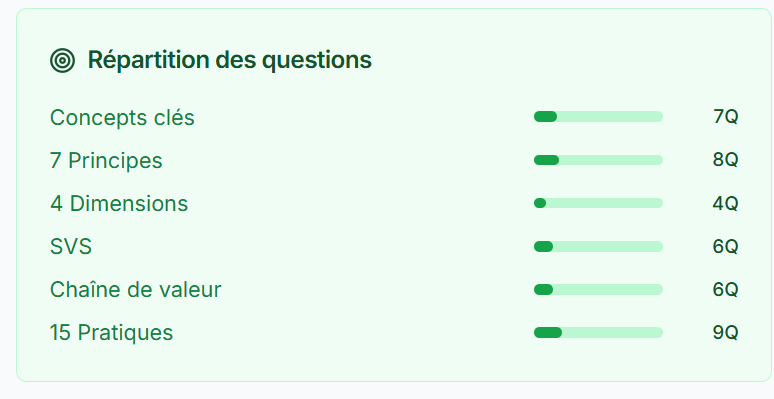 Répartition des questions
Concepts clés 7Q
7 Principes 8Q
4 Dimensions 4Q
SVS 6Q
Chaîne de valeur 6Q
15 Pratiques 9Q